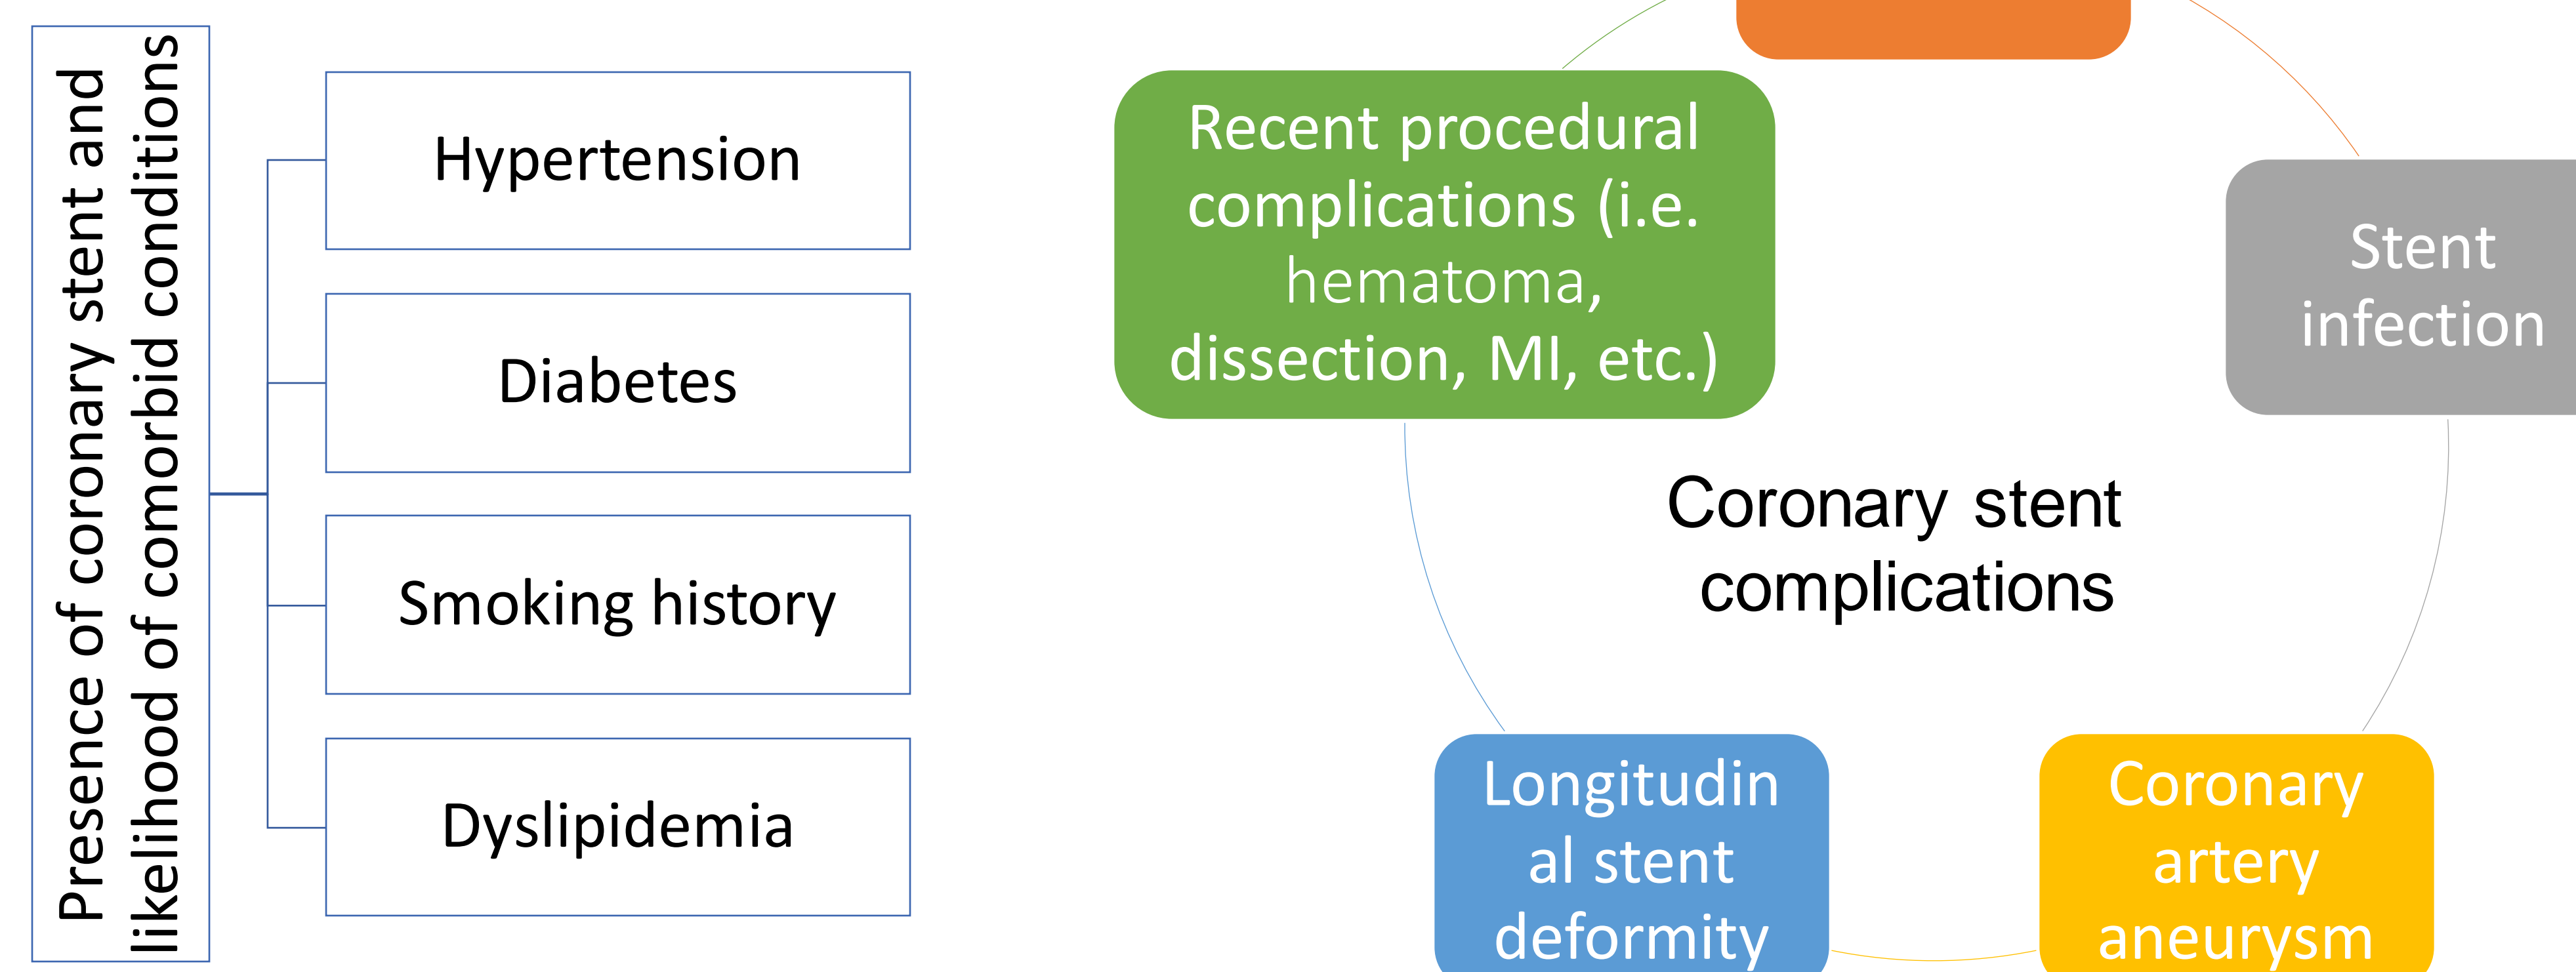 Presence of coronary stent and
likelihood of comorbid conditions
Hypertension
Diabetes
Smoking history
Dyslipidemia
Recent procedural
complications (i.e.
hematoma,
dissection, MI, etc.)
Stent
infection
Coronary stent
complications
Longitudin
al stent
deformity
Coronary
artery
aneurysm